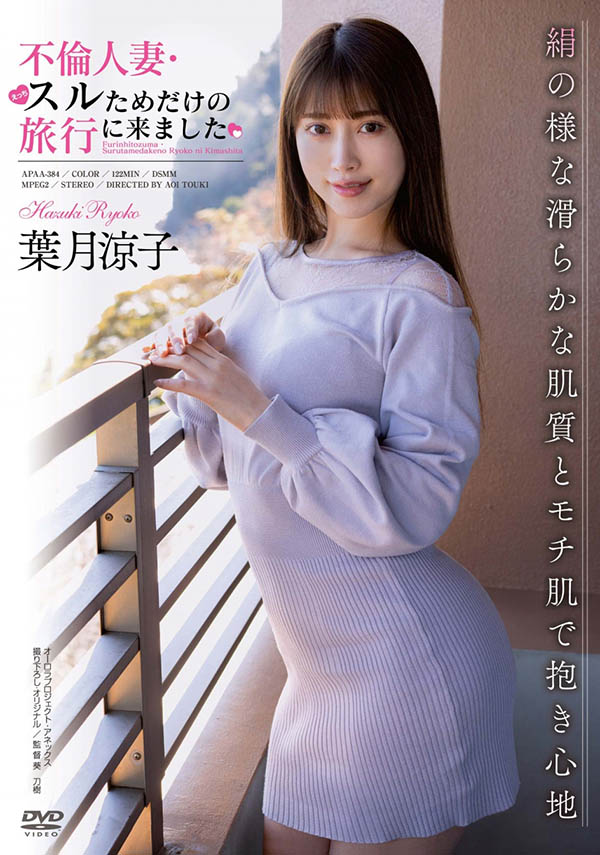 不倫人妻・
えっち
スルためだけの
旅行に来ました
Furinhitozuma・
Surutamedakeno Ryoko ni Kimashita
APAA-384／COLOR／122MIN／DSMM
MPEG2／STEREO／DIRECTED BY AOI TOUKI
Hazuki Ryoko
葉月涼子
絹の様な滑らかな肌質とモチ肌で抱き心地
オーロラプロジェクト・アネックス
撮り下ろしオリジナル／監督葵 刀樹
DVD
VIDEO